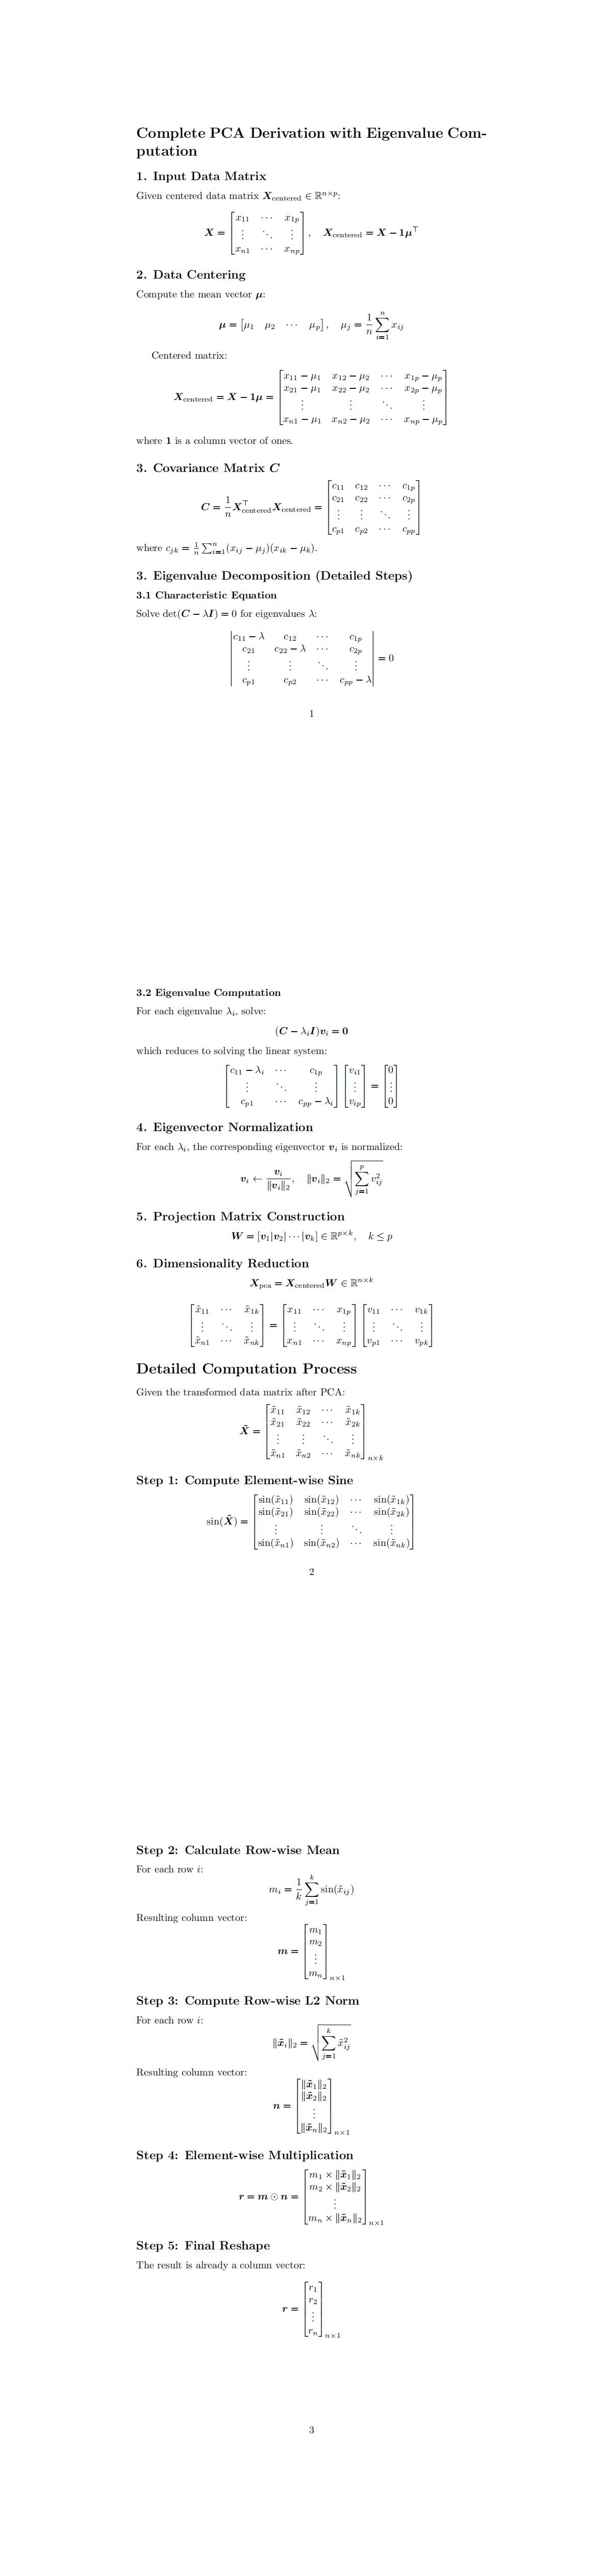 Complete PCA Derivation with Eigenvalue Com-
putation
1. Input Data Matrix
Given centered data matrix $\boldsymbol{X}_{\text{centered}} \in \mathbb{R}^{n \times p}$:
$\boldsymbol{X} = \begin{bmatrix} x_{11} & \cdots & x_{1p} \\ \vdots & \ddots & \vdots \\ x_{n1} & \cdots & x_{np} \end{bmatrix}, \quad \boldsymbol{X}_{\text{centered}} = \boldsymbol{X} - \boldsymbol{1}\boldsymbol{\mu}^\top$
2. Data Centering
Compute the mean vector $\boldsymbol{\mu}$:
$\boldsymbol{\mu} = \begin{bmatrix} \mu_1 & \mu_2 & \cdots & \mu_p \end{bmatrix}, \quad \mu_j = \frac{1}{n} \sum_{i=1}^{n} x_{ij}$
Centered matrix:
$\boldsymbol{X}_{\text{centered}} = \boldsymbol{X} - \boldsymbol{1}\boldsymbol{\mu} = \begin{bmatrix} x_{11} - \mu_1 & x_{12} - \mu_2 & \cdots & x_{1p} - \mu_p \\ x_{21} - \mu_1 & x_{22} - \mu_2 & \cdots & x_{2p} - \mu_p \\ \vdots & \vdots & \ddots & \vdots \\ x_{n1} - \mu_1 & x_{n2} - \mu_2 & \cdots & x_{np} - \mu_p \end{bmatrix}$
where $\boldsymbol{1}$ is a column vector of ones.
3. Covariance Matrix $\boldsymbol{C}$
$\boldsymbol{C} = \frac{1}{n} \boldsymbol{X}_{\text{centered}}^\top \boldsymbol{X}_{\text{centered}} = \begin{bmatrix} c_{11} & c_{12} & \cdots & c_{1p} \\ c_{21} & c_{22} & \cdots & c_{2p} \\ \vdots & \vdots & \ddots & \vdots \\ c_{p1} & c_{p2} & \cdots & c_{pp} \end{bmatrix}$
where $c_{jk} = \frac{1}{n} \sum_{i=1}^{n} (x_{ij} - \mu_j)(x_{ik} - \mu_k)$.
3. Eigenvalue Decomposition (Detailed Steps)
3.1 Characteristic Equation
Solve $\det(\boldsymbol{C} - \lambda \boldsymbol{I}) = 0$ for eigenvalues $\lambda$:
$\begin{vmatrix} c_{11} - \lambda & c_{12} & \cdots & c_{1p} \\ c_{21} & c_{22} - \lambda & \cdots & c_{2p} \\ \vdots & \vdots & \ddots & \vdots \\ c_{p1} & c_{p2} & \cdots & c_{pp} - \lambda \end{vmatrix} = 0$
1
3.2 Eigenvalue Computation
For each eigenvalue $\lambda_i$, solve:
$(\boldsymbol{C} - \lambda_i \boldsymbol{I})\boldsymbol{v}_i = \boldsymbol{0}$
which reduces to solving the linear system:
$\begin{bmatrix} c_{11} - \lambda_i & \cdots & c_{1p} \\ \vdots & \ddots & \vdots \\ c_{p1} & \cdots & c_{pp} - \lambda_i \end{bmatrix} \begin{bmatrix} v_{i1} \\ \vdots \\ v_{ip} \end{bmatrix} = \begin{bmatrix} 0 \\ \vdots \\ 0 \end{bmatrix}$
4. Eigenvector Normalization
For each $\lambda_i$, the corresponding eigenvector $\boldsymbol{v}_i$ is normalized:
$\boldsymbol{v}_i \leftarrow \frac{\boldsymbol{v}_i}{\|\boldsymbol{v}_i\|_2}, \quad \|\boldsymbol{v}_i\|_2 = \sqrt{\sum_{j=1}^{p} v_{ij}^2}$
5. Projection Matrix Construction
$\boldsymbol{W} = [\boldsymbol{v}_1 | \boldsymbol{v}_2 | \cdots | \boldsymbol{v}_k] \in \mathbb{R}^{p \times k}, \quad k \leq p$
6. Dimensionality Reduction
$\boldsymbol{X}_{\text{pca}} = \boldsymbol{X}_{\text{centered}} \boldsymbol{W} \in \mathbb{R}^{n \times k}$
$\begin{bmatrix} \tilde{x}_{11} & \cdots & \tilde{x}_{1k} \\ \vdots & \ddots & \vdots \\ \tilde{x}_{n1} & \cdots & \tilde{x}_{nk} \end{bmatrix} = \begin{bmatrix} x_{11} & \cdots & x_{1p} \\ \vdots & \ddots & \vdots \\ x_{n1} & \cdots & x_{np} \end{bmatrix} \begin{bmatrix} v_{11} & \cdots & v_{1k} \\ \vdots & \ddots & \vdots \\ v_{p1} & \cdots & v_{pk} \end{bmatrix}$
Detailed Computation Process
Given the transformed data matrix after PCA:
$\tilde{\boldsymbol{X}} = \begin{bmatrix} \tilde{x}_{11} & \tilde{x}_{12} & \cdots & \tilde{x}_{1k} \\ \tilde{x}_{21} & \tilde{x}_{22} & \cdots & \tilde{x}_{2k} \\ \vdots & \vdots & \ddots & \vdots \\ \tilde{x}_{n1} & \tilde{x}_{n2} & \cdots & \tilde{x}_{nk} \end{bmatrix}_{n \times k}$
Step 1: Compute Element-wise Sine
$\sin(\tilde{\boldsymbol{X}}) = \begin{bmatrix} \sin(\tilde{x}_{11}) & \sin(\tilde{x}_{12}) & \cdots & \sin(\tilde{x}_{1k}) \\ \sin(\tilde{x}_{21}) & \sin(\tilde{x}_{22}) & \cdots & \sin(\tilde{x}_{2k}) \\ \vdots & \vdots & \ddots & \vdots \\ \sin(\tilde{x}_{n1}) & \sin(\tilde{x}_{n2}) & \cdots & \sin(\tilde{x}_{nk}) \end{bmatrix}$
2
Step 2: Calculate Row-wise Mean
For each row $i$:
$m_i = \frac{1}{k} \sum_{j=1}^{k} \sin(\tilde{x}_{ij})$
Resulting column vector:
$\boldsymbol{m} = \begin{bmatrix} m_1 \\ m_2 \\ \vdots \\ m_n \end{bmatrix}_{n \times 1}$
Step 3: Compute Row-wise L2 Norm
For each row $i$:
$\|\tilde{\boldsymbol{x}}_i\|_2 = \sqrt{\sum_{j=1}^{k} \tilde{x}_{ij}^2}$
Resulting column vector:
$\boldsymbol{n} = \begin{bmatrix} \|\tilde{\boldsymbol{x}}_1\|_2 \\ \|\tilde{\boldsymbol{x}}_2\|_2 \\ \vdots \\ \|\tilde{\boldsymbol{x}}_n\|_2 \end{bmatrix}_{n \times 1}$
Step 4: Element-wise Multiplication
$\boldsymbol{r} = \boldsymbol{m} \odot \boldsymbol{n} = \begin{bmatrix} m_1 \times \|\tilde{\boldsymbol{x}}_1\|_2 \\ m_2 \times \|\tilde{\boldsymbol{x}}_2\|_2 \\ \vdots \\ m_n \times \|\tilde{\boldsymbol{x}}_n\|_2 \end{bmatrix}_{n \times 1}$
Step 5: Final Reshape
The result is already a column vector:
$\boldsymbol{r} = \begin{bmatrix} r_1 \\ r_2 \\ \vdots \\ r_n \end{bmatrix}_{n \times 1}$
3